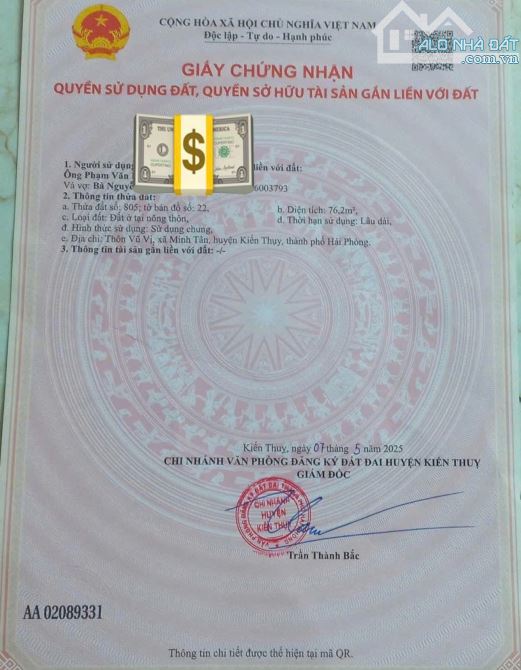 CỘNG HÒA XÃ HỘI CHỦ NGHĨA VIỆT NAM
Độc lập - Tự do - Hạnh phúc
ALO NHÀ ĐẤT
.com.vn
GIẤY CHỨNG NHẬN
QUYỀN SỬ DỤNG ĐẤT, QUYỀN SỞ HỮU TÀI SẢN GẮN LIỀN VỚI ĐẤT
1. Người sử dụng liền với đất:
Ông Phạm Văn
Và vợ: Bà 6003793
2. Thông tin thửa đất:
a. Thửa đất số: 805; tờ bản đồ số: 22, b. Diện tích: 76,2m²,
c. Loại đất: Đất ở tại nông thôn, d. Thời hạn sử dụng: Lâu dài,
đ. Hình thức sử dụng: Sử dụng chung,
e. Địa chỉ: Thôn Vũ Vị, xã Minh Tân, huyện Kiến Thụy, thành phố Hải Phòng.
3. Thông tin tài sản gắn liền với đất: -/-
Kiến Thụy, ngày 07 tháng 5 năm 2025
CHI NHÁNH VĂN PHÒNG ĐĂNG KÝ ĐẤT ĐAI HUYỆN KIẾN THỤY
GIÁM ĐỐC
CHI NHÁNH
HUYỆN
KIẾN THỤY
Trần Thành Bắc
AA 02089331
Thông tin chi tiết được thể hiện tại mã QR.